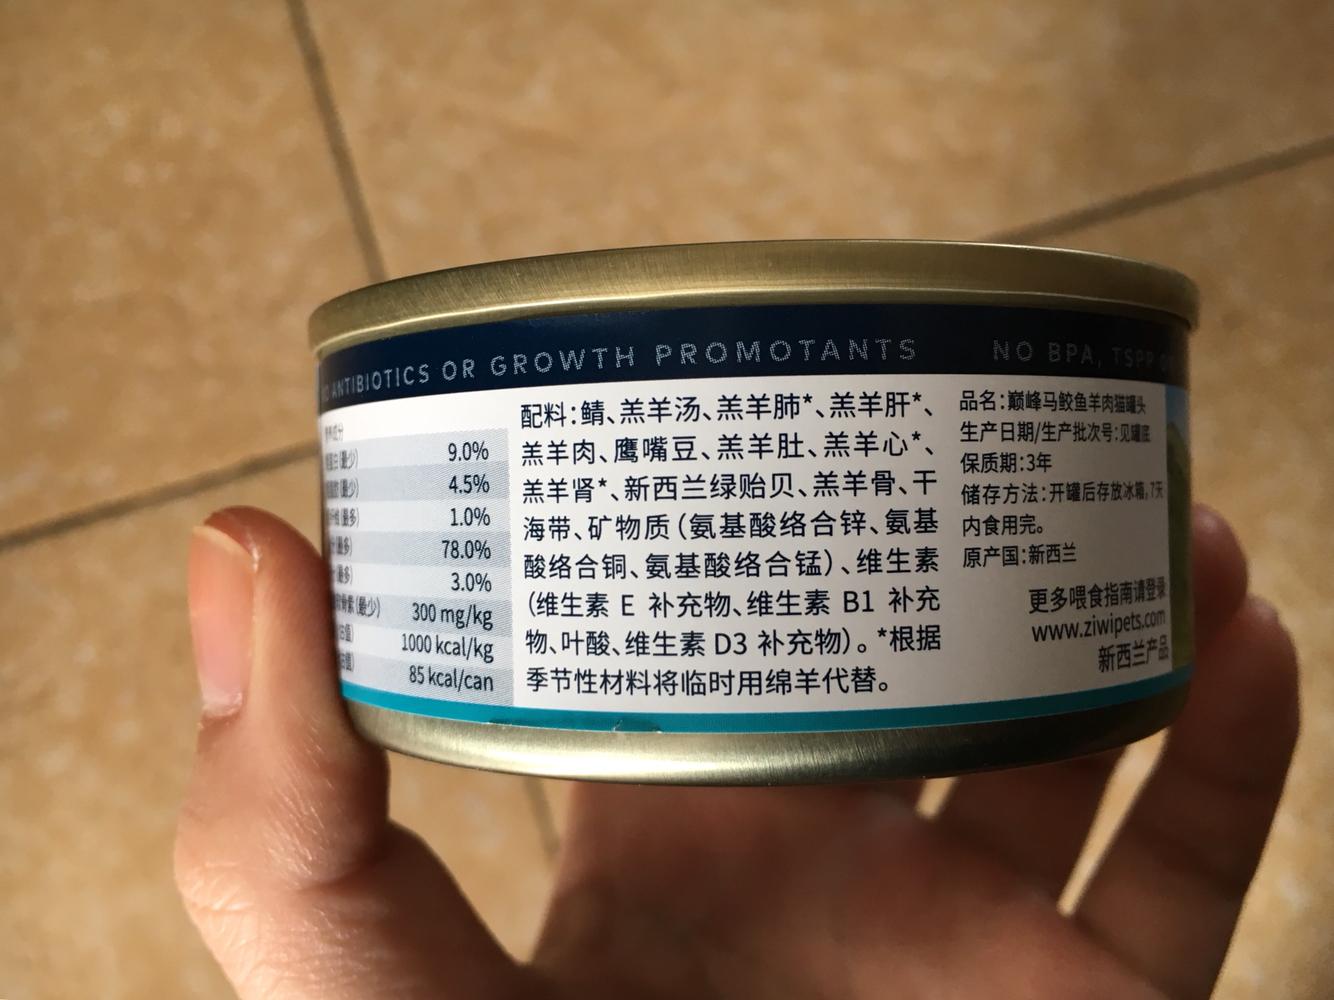 ANTIBIOTICS OR GROWTH PROMOTANTS
NO BPA, TSPP
9.0%
4.5%
1.0%
78.0%
3.0%
300 mg/kg
1000 kcal/kg
85 kcal/can
配料：鲭、羔羊汤、羔羊肺*、羔羊肝*、
羔羊肉、鹰嘴豆、羔羊肚、羔羊心*、
羔羊肾*、新西兰绿贻贝、羔羊骨、干
海带、矿物质（氨基酸络合锌、氨基
酸络合铜、氨基酸络合锰）、维生素
（维生素 E 补充物、维生素 B1 补充
物、叶酸、维生素 D3 补充物）。*根据
季节性材料将临时用绵羊代替。
品名：巅峰马鲛鱼羊肉猫罐头
生产日期/生产批次号：见罐底
保质期：3年
储存方法：开罐后存放冰箱，7天
内食用完。
原产国：新西兰
更多喂食指南请登录
www.ziwipets.com
新西兰产品